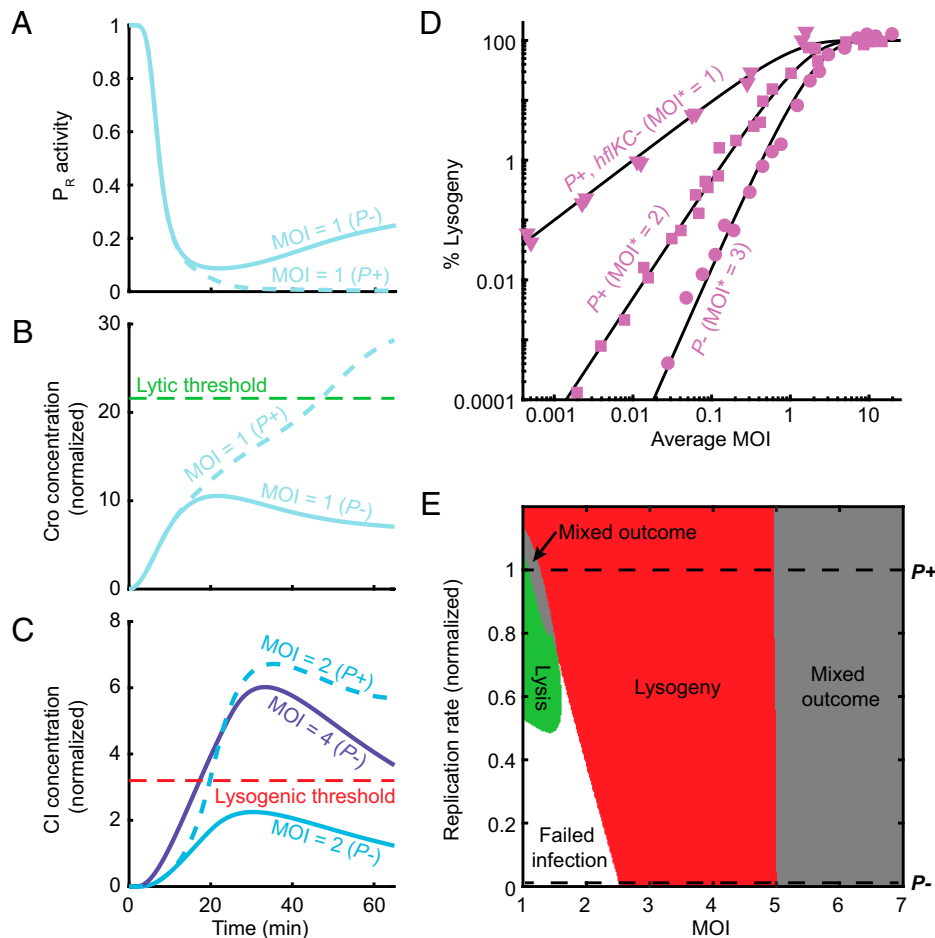 A
P_R activity
1
0.8
0.6
0.4
0.2
0
MOI = 1 (P-)
MOI = 1 (P+)
B
Cro concentration
(normalized)
30
20
10
0
Lytic threshold
MOI = 1 (P+)
MOI = 1 (P-)
C
CI concentration
(normalized)
8
6
4
2
0
MOI = 2 (P+)
MOI = 4 (P-)
Lysogenic threshold
MOI = 2 (P-)
0 20 40 60
Time (min)
D
% Lysogeny
100
1
0.01
0.0001
P+, hflKC- (MOI* = 1)
P+ (MOI* = 2)
P- (MOI* = 3)
0.001 0.01 0.1 1 10
Average MOI
E
Replication rate (normalized)
1
0.8
0.6
0.4
0.2
0
Mixed outcome
P+
Lysis
Lysogeny
Mixed
outcome
Failed
infection
P-
1 2 3 4 5 6 7
MOI